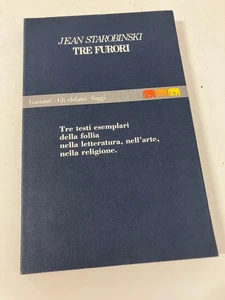 JEAN STAROBINSKI
TRE FURORI
Garzanti - Gli elefanti Saggi
Tre testi esemplari
della follia
nella letteratura, nell'arte,
nella religione.